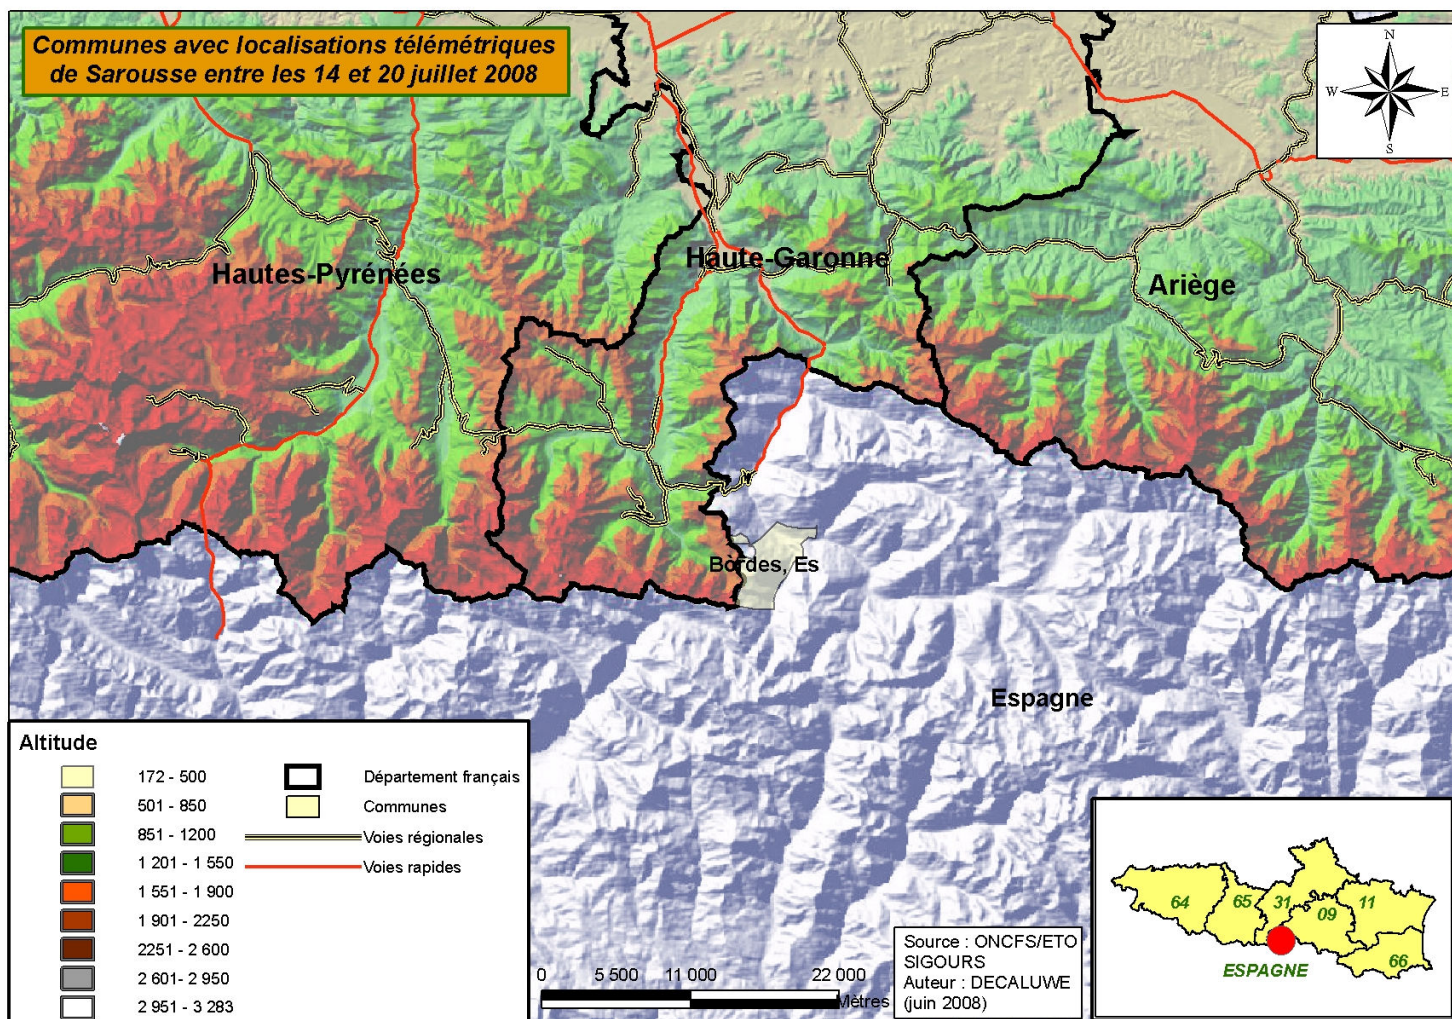 Communes avec localisations télémétriques
de Sarousse entre les 14 et 20 juillet 2008
N
W
E
S
Hautes-Pyrénées
Haute-Garonne
Ariège
Bòrdes, Es
Espagne
Altitude
172 - 500
501 - 850
851 - 1200
1 201 - 1 550
1 551 - 1 900
1 901 - 2250
2251 - 2 600
2 601- 2 950
2 951 - 3 283
Département français
Communes
Voies régionales
Voies rapides
0
5 500
11 000
22 000
Mètres
Source : ONCFS/ETO
SIGOURS
Auteur : DECALUWE
(juin 2008)
64
65
31
09
11
66
ESPAGNE